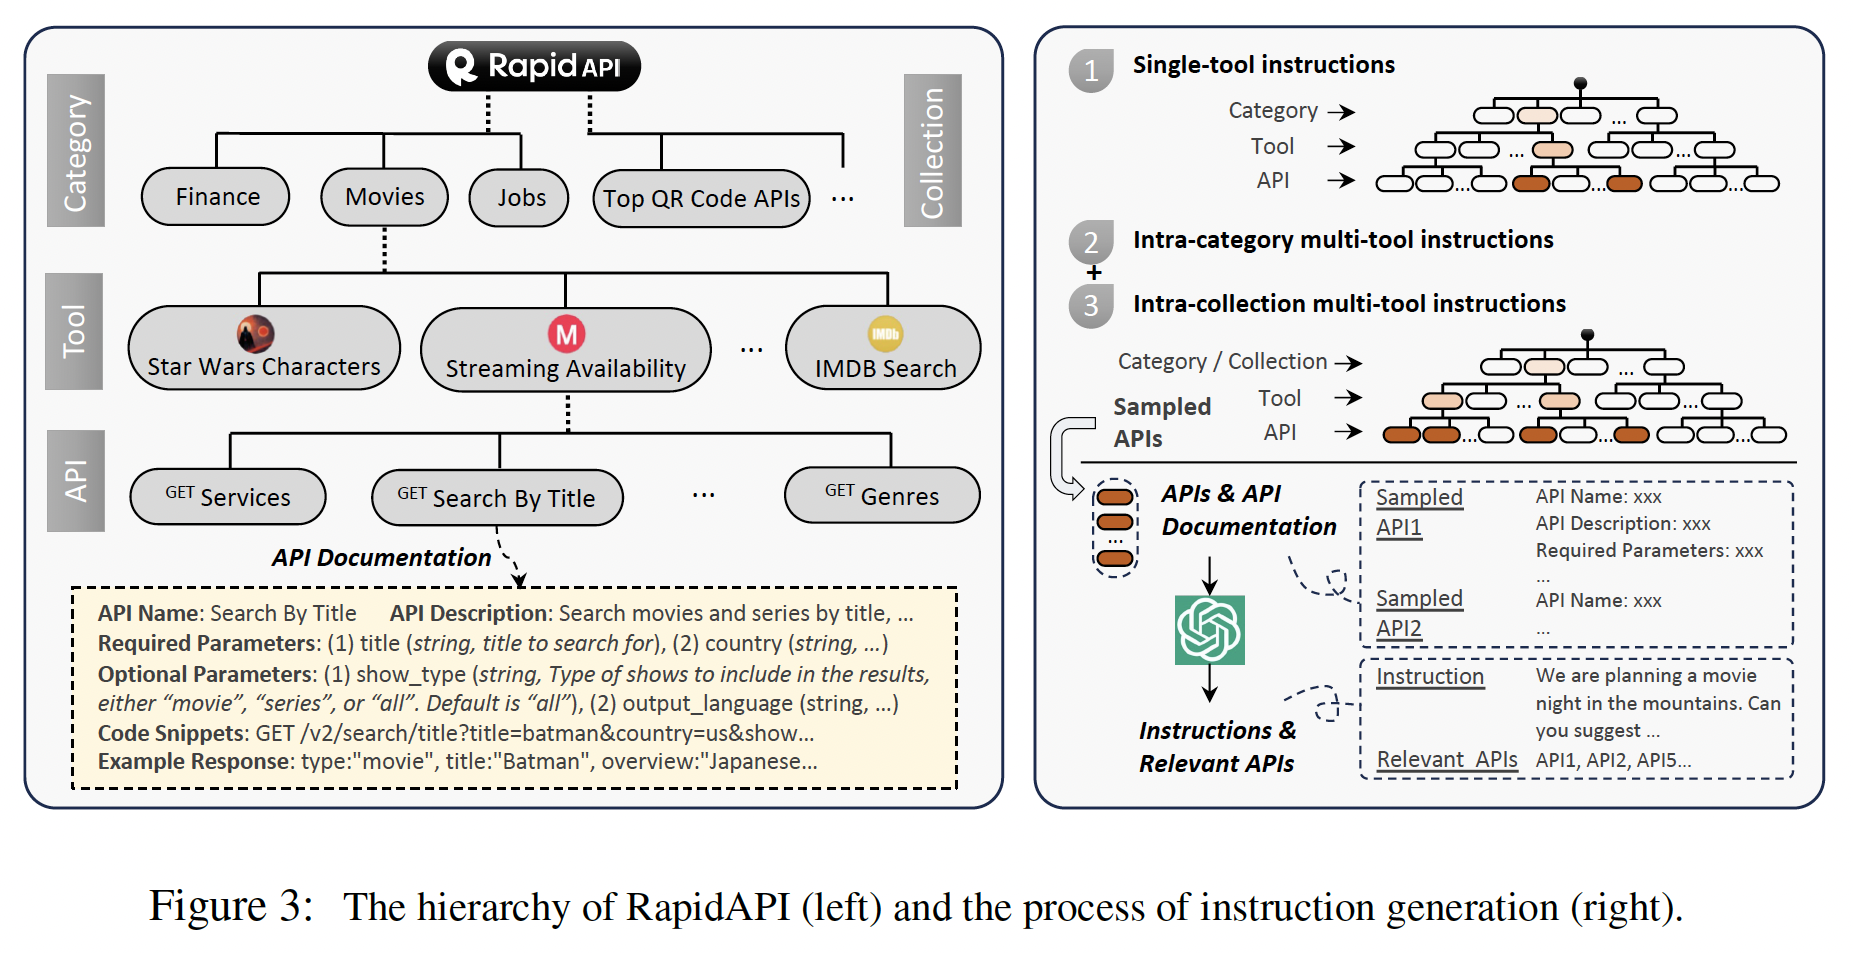 Rapid API
Category
Collection
Finance
Movies
Jobs
Top QR Code APIs
...
Tool
Star Wars Characters
M
Streaming Availability
...
IMDb
IMDB Search
API
GET Services
GET Search By Title
...
GET Genres
API Documentation
API Name: Search By Title API Description: Search movies and series by title, ...
Required Parameters: (1) title (string, title to search for), (2) country (string, ...)
Optional Parameters: (1) show_type (string, Type of shows to include in the results,
either “movie”, “series”, or “all”. Default is “all”), (2) output_language (string, ...)
Code Snippets: GET /v2/search/title?title=batman&country=us&show...
Example Response: type:"movie", title:"Batman", overview:"Japanese...
1 Single-tool instructions
Category
...
Tool
... ...
API
... ... ...
2 Intra-category multi-tool instructions
+
3 Intra-collection multi-tool instructions
Category / Collection
...
Tool
... ...
API
... ... ...
Sampled
APIs
...
APIs & API
Documentation
Sampled
API1
API Name: xxx
API Description: xxx
Required Parameters: xxx
...
Sampled
API2
API Name: xxx
...
Instructions &
Relevant APIs
Instruction
We are planning a movie
night in the mountains. Can
you suggest ...
Relevant APIs
API1, API2, API5...
Figure 3: The hierarchy of RapidAPI (left) and the process of instruction generation (right).